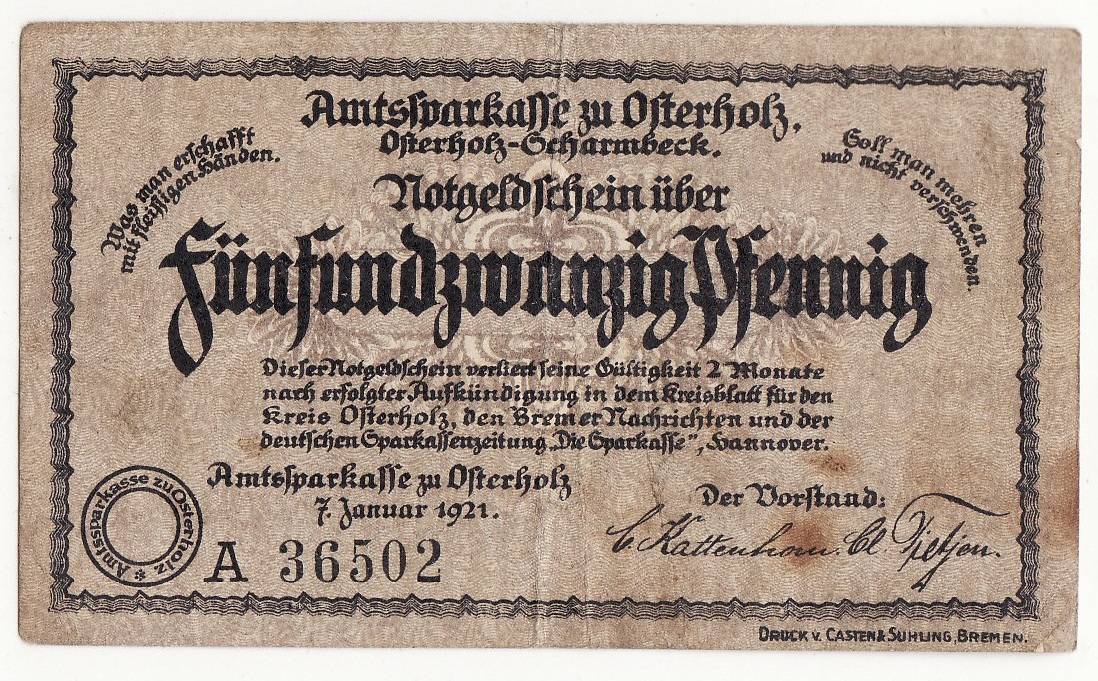 Amtssparkasse zu Osterholz,
Osterholz-Scharmbeck.
Was man erschafft
mit fleissigen Händen.
Soll man mehren
und nicht verschwenden.
Notgeldschein über
Fünfundzwanzig Pfennig
Dieser Notgeldschein verliert seine Gültigkeit 2 Monate
nach erfolgter Aufkündigung in dem Kreisblatt für den
Kreis Osterholz, den Bremer Nachrichten und der
deutschen Sparkassenzeitung „Die Sparkasse", Hannover.
Amtssparkasse zu Osterholz
7. Januar 1921.
Der Vorstand:
C. Kattenhorn. Cl. Tietjen.
Amtssparkasse zu Osterholz *
A 36502
DRUCK V. CASTEN & SUHLING, BREMEN.